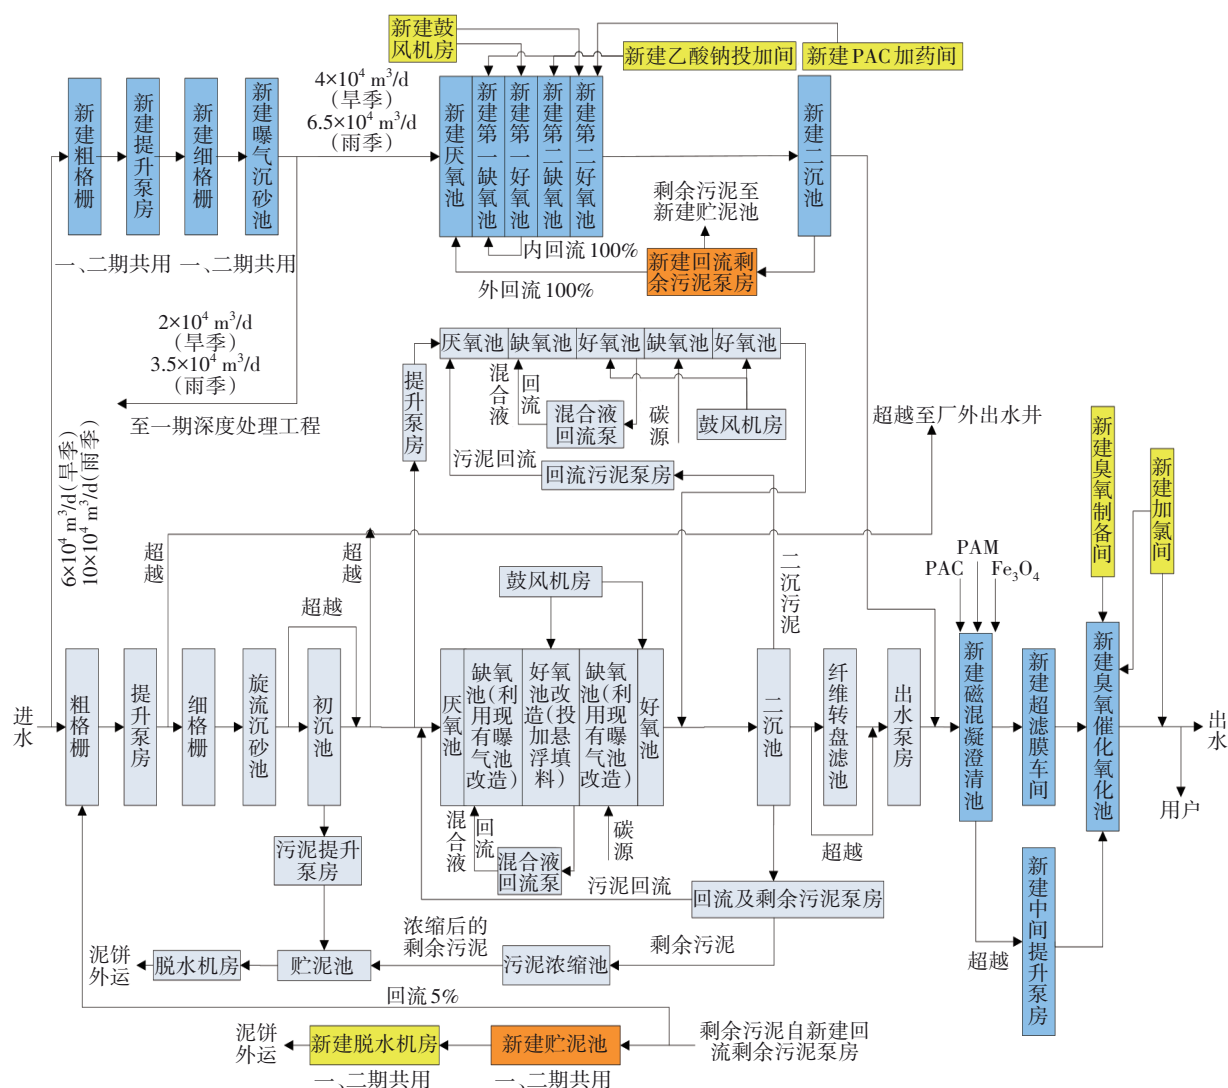 新建鼓
风机房
新建乙酸钠投加间
新建PAC加药间
4×10⁴ m³/d
(旱季)
6.5×10⁴ m³/d
(雨季)
新建粗格栅
新建提升泵房
新建细格栅
新建曝气沉砂池
新建厌氧池
新建第一缺氧池
新建第一好氧池
新建第二缺氧池
新建第二好氧池
新建二沉池
一、二期共用
一、二期共用
内回流100%
外回流100%
剩余污泥至
新建贮泥池
新建回流剩
余污泥泵房
2×10⁴ m³/d
(旱季)
3.5×10⁴ m³/d
(雨季)
至一期深度处理工程
6×10⁴ m³/d(旱季)
10×10⁴ m³/d(雨季)
提升泵房
厌氧池
缺氧池
好氧池
缺氧池
好氧池
混合液
回流
混合液
回流泵
碳源
鼓风机房
污泥回流
回流污泥泵房
超越至厂外出水井
新建臭氧制备间
新建加氯间
超越
超越
超越
鼓风机房
二沉污泥
PAC
PAM
Fe₃O₄
进水
粗格栅
提升泵房
细格栅
旋流沉砂池
初沉池
厌氧池
缺氧
池(利
用现
有曝
气池
改造)
好氧
池改
造(投
加悬
浮填
料)
缺氧
池(利
用现
有曝
气池
改造)
好氧池
二沉池
纤维转盘滤池
出水泵房
新建磁混凝澄清池
新建超滤膜车间
新建臭氧催化氧化池
出水
用户
混合液
回流
混合液
回流泵
碳源
超越
污泥提升
泵房
污泥回流
回流及剩余污泥泵房
新建中间提升泵房
超越
泥饼
外运
脱水机房
贮泥池
浓缩后的
剩余污泥
污泥浓缩池
剩余污泥
回流5%
泥饼
外运
新建脱水机房
新建贮泥池
剩余污泥自新建回
流剩余污泥泵房
一、二期共用
一、二期共用